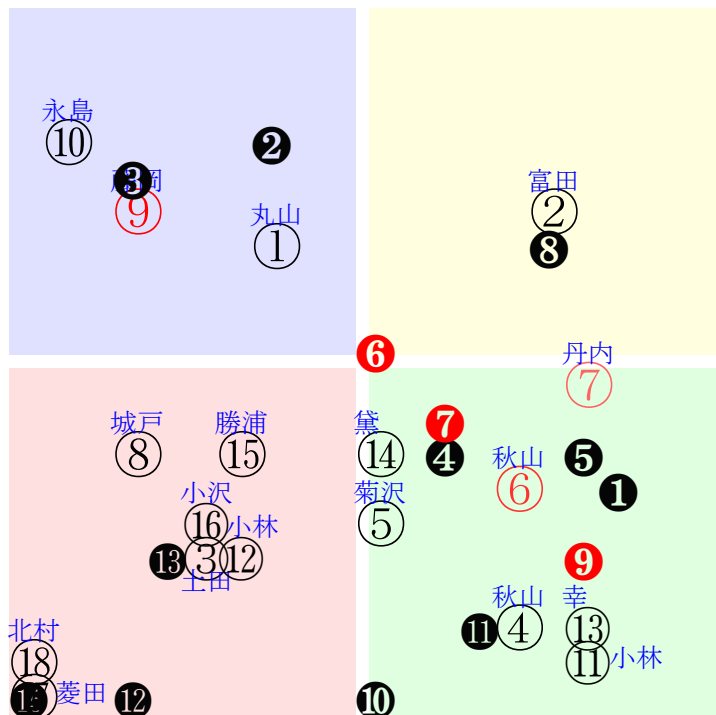 永島
⑩
❷
❸
⑨
丸山
①
富田
②
❽
❻
丹内
⑦
城戸
⑧
勝浦
⑮
黛
⑭
❼
❹
秋山
⑥
❺
❶
小沢
⑯
菊沢
⑤
小林
⓭
③
⑫
土田
❾
秋山
④
⓫
幸
⑬
⑪
小林
北村
⑱
菱田
⓬
❿